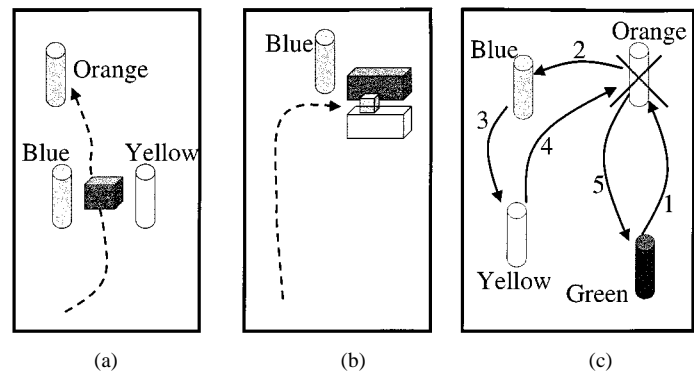 Orange
Blue
Yellow
(a)
Blue
(b)
Orange
Blue
2
3
4
5
1
Yellow
Green
(c)